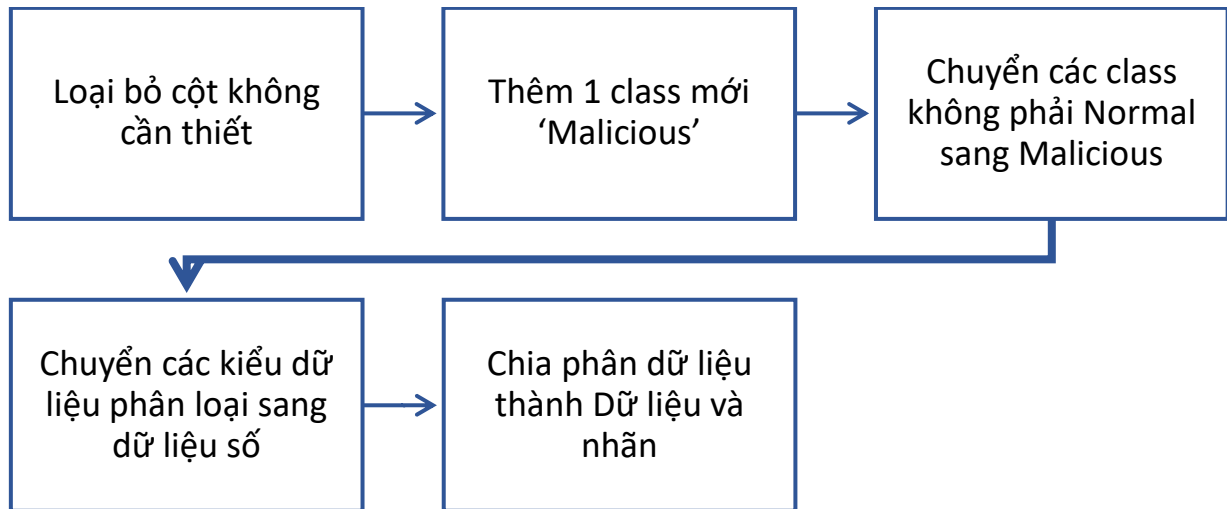 Loại bỏ cột không
cần thiết
Thêm 1 class mới
‘Malicious’
Chuyển các class
không phải Normal
sang Malicious
Chuyển các kiểu dữ
liệu phân loại sang
dữ liệu số
Chia phân dữ liệu
thành Dữ liệu và
nhãn